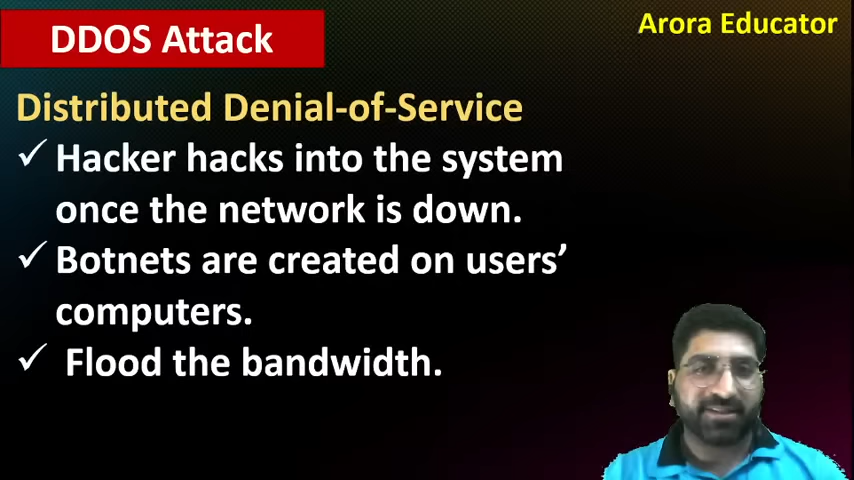 DDOS Attack
Arora Educator
Distributed Denial-of-Service
✓ Hacker hacks into the system
once the network is down.
✓ Botnets are created on users’
computers.
✓ Flood the bandwidth.